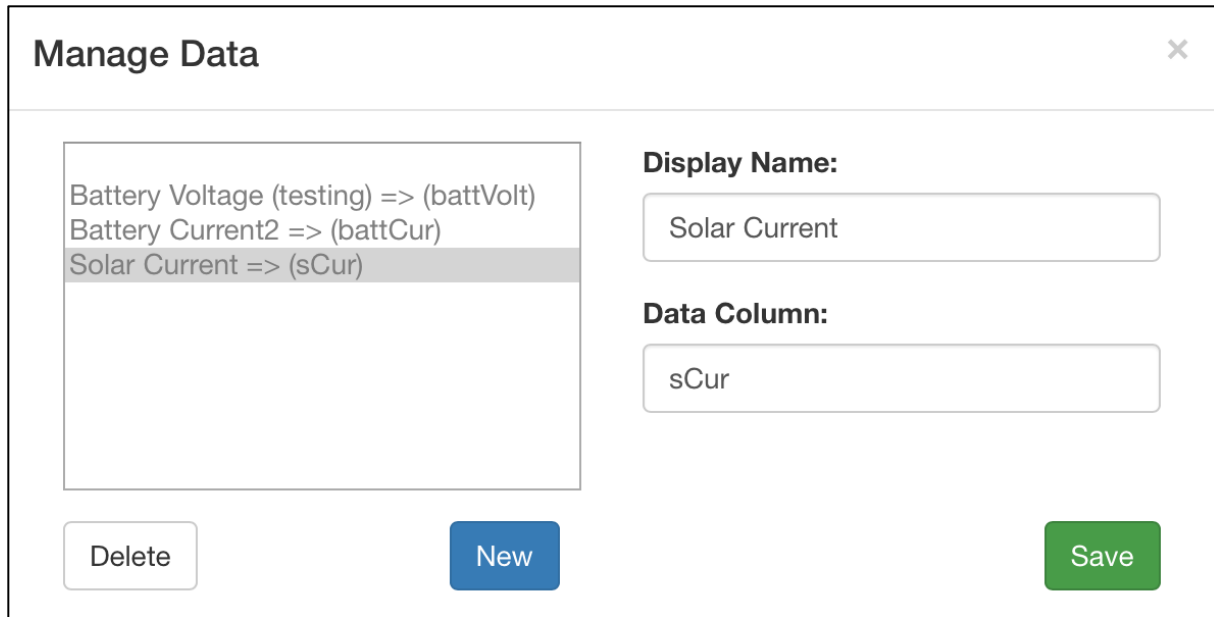 Manage Data
×
Battery Voltage (testing) => (battVolt)
Battery Current2 => (battCur)
Solar Current => (sCur)
Display Name:
Solar Current
Data Column:
sCur
Delete
New
Save